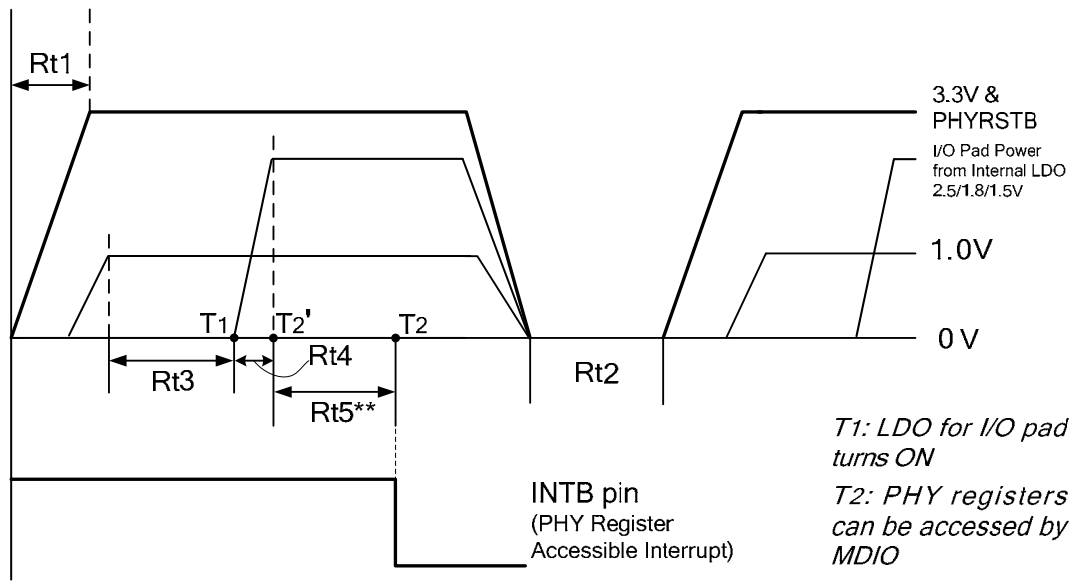 Rt1
3.3V &
PHYRSTB
I/O Pad Power
from Internal LDO
2.5/1.8/1.5V
1.0V
T1
T2'
T2
0V
Rt3
Rt4
Rt2
Rt5**
T1: LDO for I/O pad
turns ON
INTB pin
(PHY Register
Accessible Interrupt)
T2: PHY registers
can be accessed by
MDIO